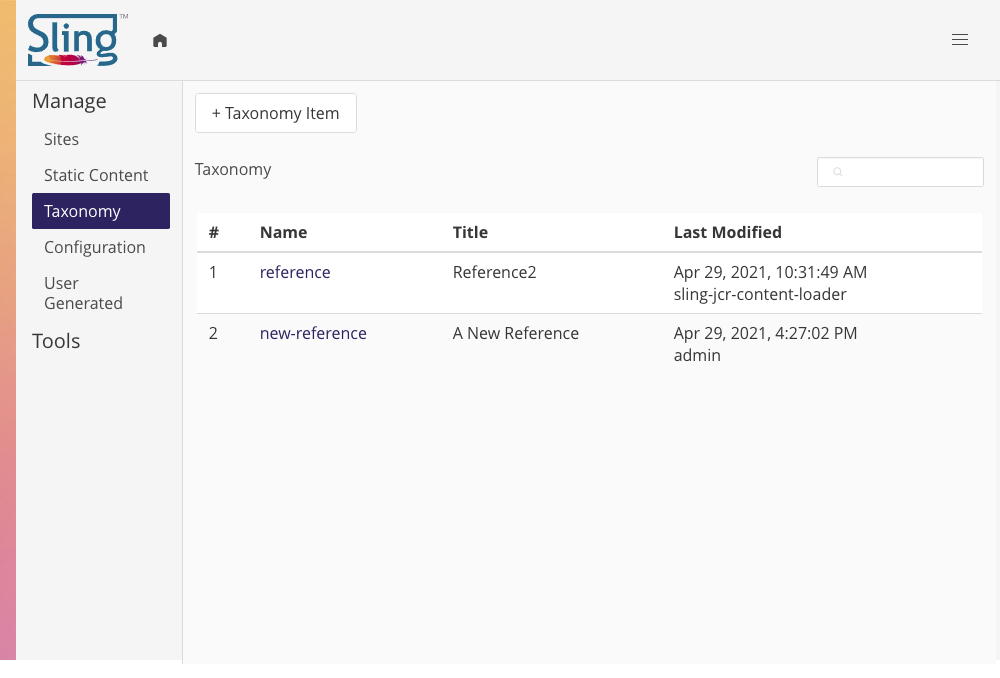 Sling™
Manage
Sites
Static Content
Taxonomy
Configuration
User
Generated
Tools
+ Taxonomy Item
Taxonomy
# Name Title Last Modified
1 reference Reference2 Apr 29, 2021, 10:31:49 AM
sling-jcr-content-loader
2 new-reference A New Reference Apr 29, 2021, 4:27:02 PM
admin